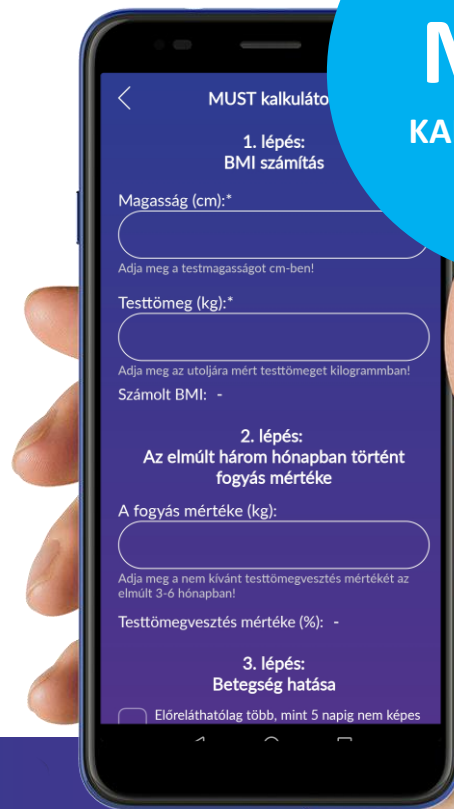 M
KA
MUST kalkuláto
1. lépés:
BMI számítás
Magasság (cm):*
Adja meg a testmagasságot cm-ben!
Testtömeg (kg):*
Adja meg az utoljára mért testtömeget kilogrammban!
Számolt BMI: -
2. lépés:
Az elmúlt három hónapban történt
fogyás mértéke
A fogyás mértéke (kg):
Adja meg a nem kívánt testtömegvesztés mértékét az
elmúlt 3-6 hónapban!
Testtömegvesztés mértéke (%): -
3. lépés:
Betegség hatása
Előreláthatólag több, mint 5 napig nem képes